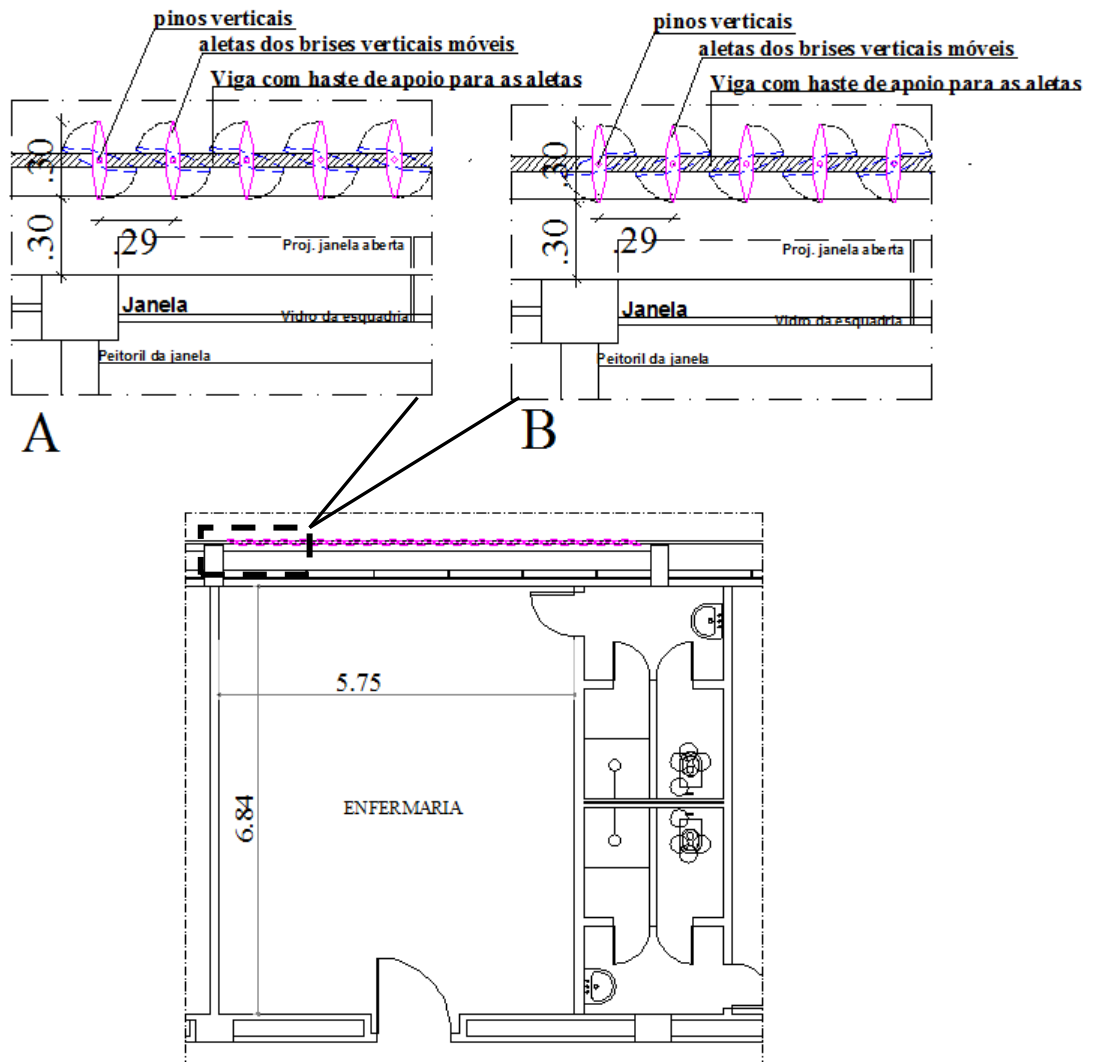 pinos verticais
aletas dos brises verticais móveis
Viga com haste de apoio para as aletas
.30
.30
.29
Proj. janela aberta
Janela
Vidro da esquadria
Peitoril da janela
A
pinos verticais
aletas dos brises verticais móveis
Viga com haste de apoio para as aletas
.30
.30
.29
Proj. janela aberta
Janela
Vidro da esquadria
Peitoril da janela
B
5.75
6.84
ENFERMARIA